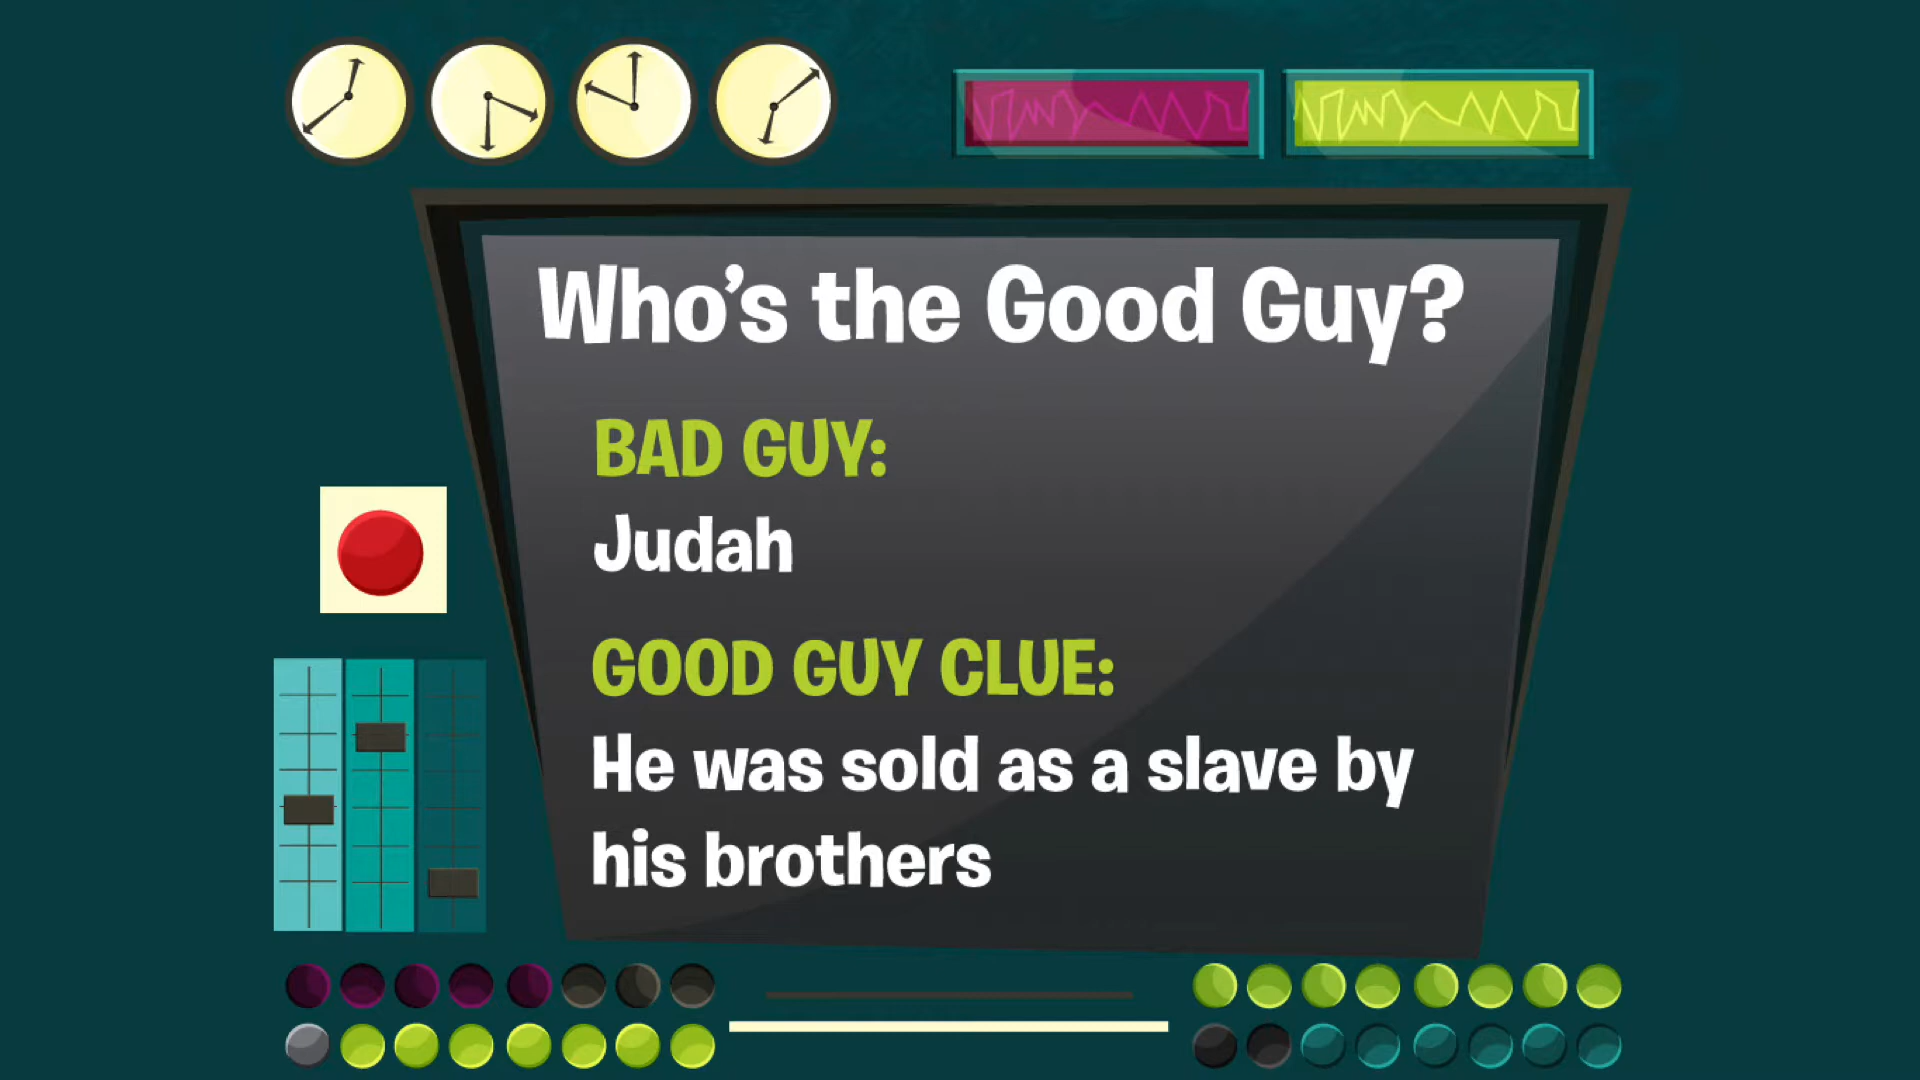 Who's the Good Guy?
BAD GUY:
Judah
GOOD GUY CLUE:
He was sold as a slave by
his brothers